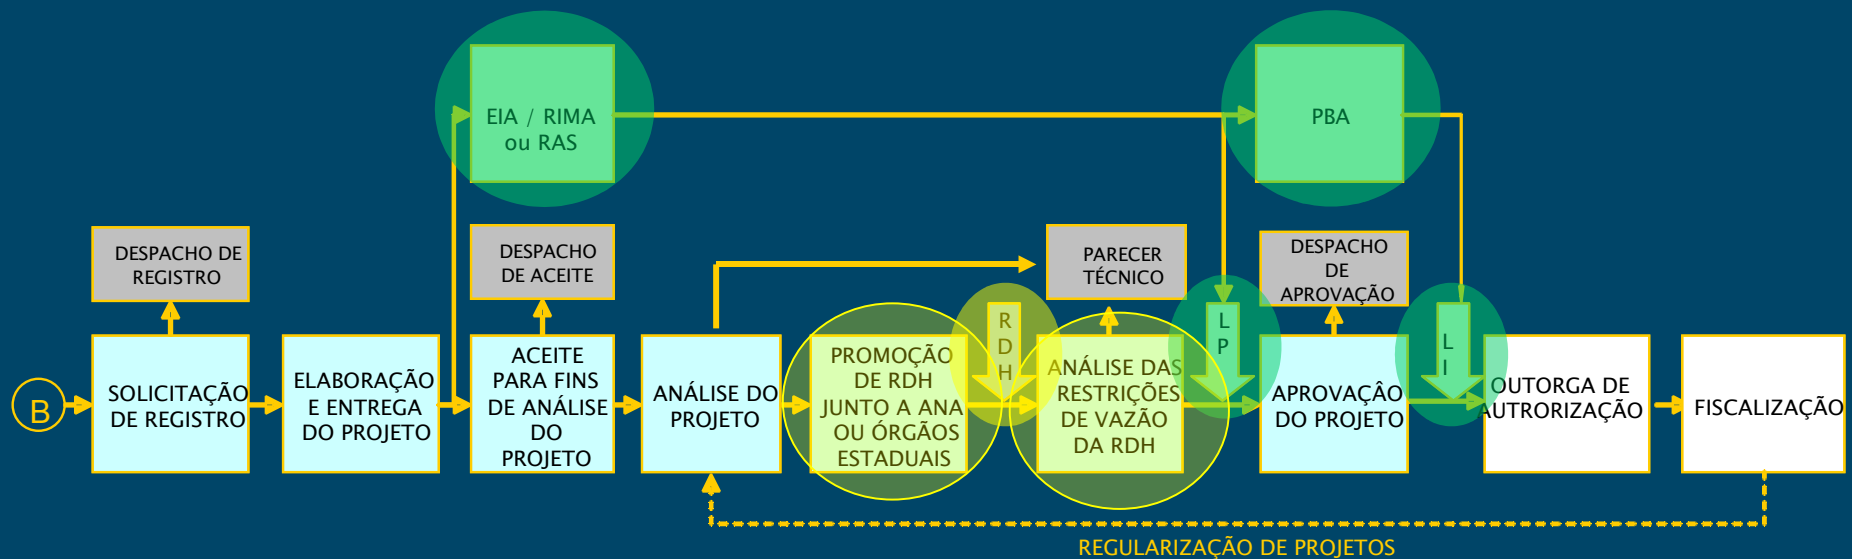 EIA / RIMA
ou RAS
PBA
DESPACHO DE
REGISTRO
DESPACHO
DE ACEITE
PARECER
TÉCNICO
DESPACHO
DE
APROVAÇÃO
B
SOLICITAÇÃO
DE REGISTRO
ELABORAÇÃO
E ENTREGA
DO PROJETO
ACEITE
PARA FINS
DE ANÁLISE
DO
PROJETO
ANÁLISE DO
PROJETO
PROMOÇÃO
DE RDH
JUNTO A ANA
OU ÓRGÃOS
ESTADUAIS
R
D
H
ANÁLISE DAS
RESTRIÇÕES
DE VAZÃO
DA RDH
L
P
APROVAÇÂO
DO PROJETO
L
I
OUTORGA DE
AUTRORIZAÇÃO
FISCALIZAÇÃO
REGULARIZAÇÃO DE PROJETOS